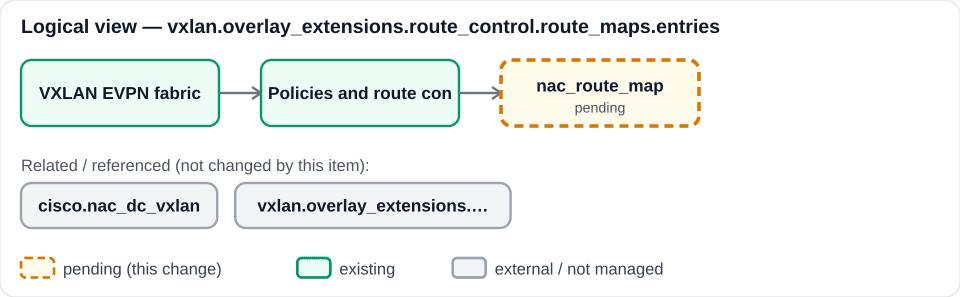 Logical view — vxlan.overlay_extensions.route_control.route_maps.entries
VXLAN EVPN fabric
Policies and route con
nac_route_map
pending
Related / referenced (not changed by this item):
cisco.nac_dc_vxlan
vxlan.overlay_extensions.…
pending (this change)
existing
external / not managed